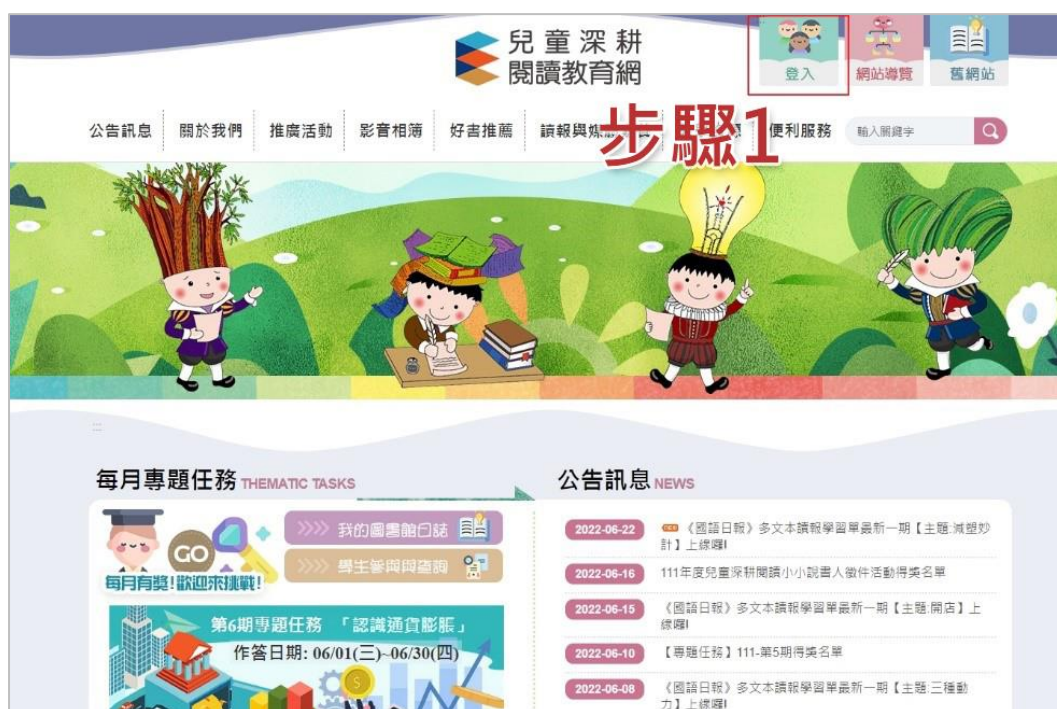 兒童深耕
閱讀教育網
登入
網站導覽
舊網站
公告訊息
關於我們
推廣活動
影音相簿
好書推薦
讀報與媒
便利服務
輸入關鍵字
步驟1
每月專題任務 THEMATIC TASKS
GO
每月有獎!歡迎來挑戰!
>>>> 我的圖書館日誌
>>>> 學生參與與查詢
第6期專題任務 「認識通貨膨脹」
作答日期: 06/01(三)~06/30(四)
公告訊息 NEWS
2022-06-22 《國語日報》多文本讀報學習單最新一期【主題:減塑妙
計】上線囉!
2022-06-16 111年度兒童深耕閱讀小小說書人徵件活動得獎名單
2022-06-15 《國語日報》多文本讀報學習單最新一期【主題:開店】上
線囉!
2022-06-10 【專題任務】111-第5期得獎名單
2022-06-08 《國語日報》多文本讀報學習單最新一期【主題:三種動
力】上線囉!